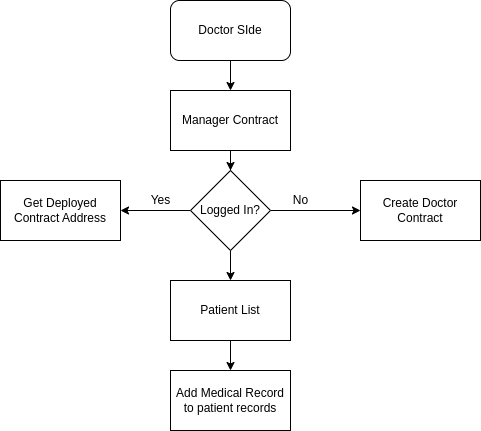 Doctor SIde
Manager Contract
Yes
No
Get Deployed
Contract Address
Logged In?
Create Doctor
Contract
Patient List
Add Medical Record
to patient records